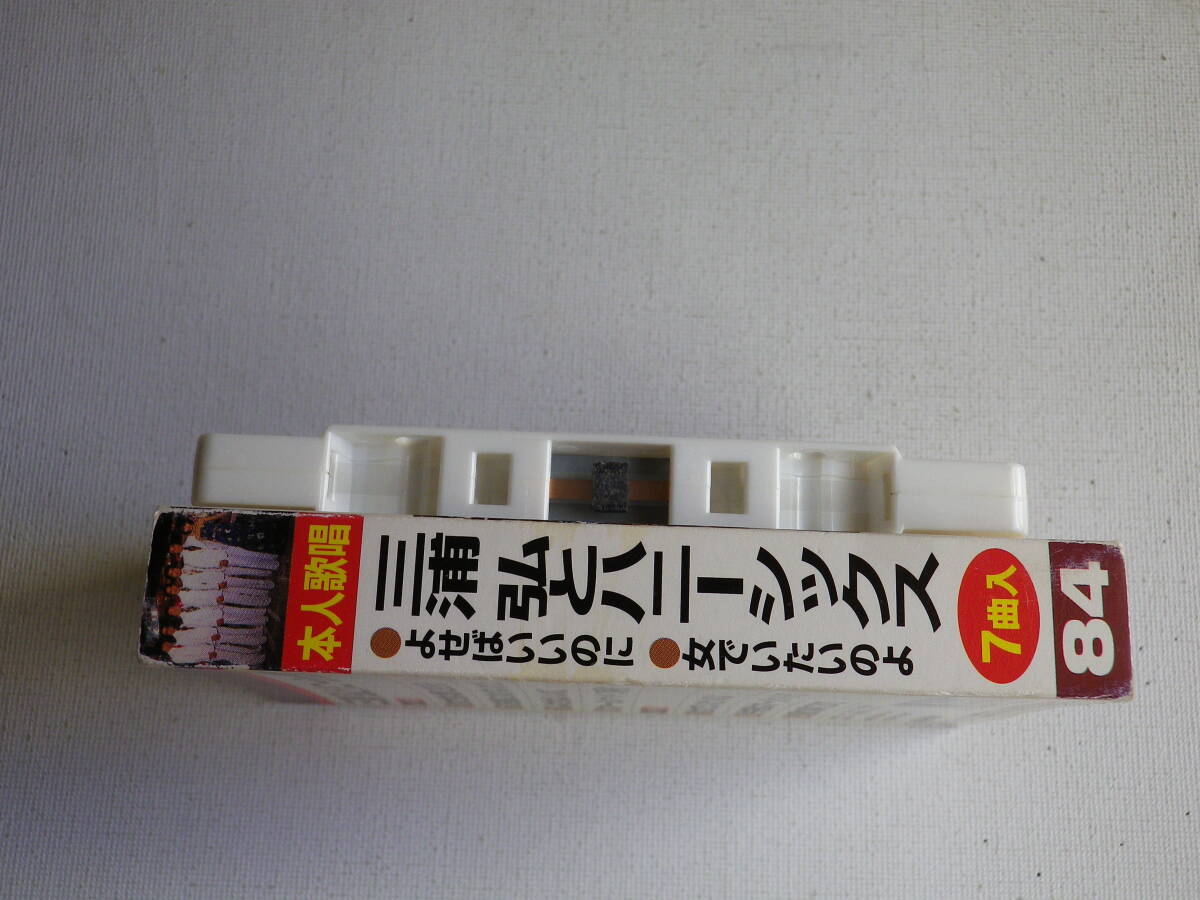 本人歌唱
三浦 弘とハニーシックス
●よせばいいのに ●女でいたいのよ
7曲入
84